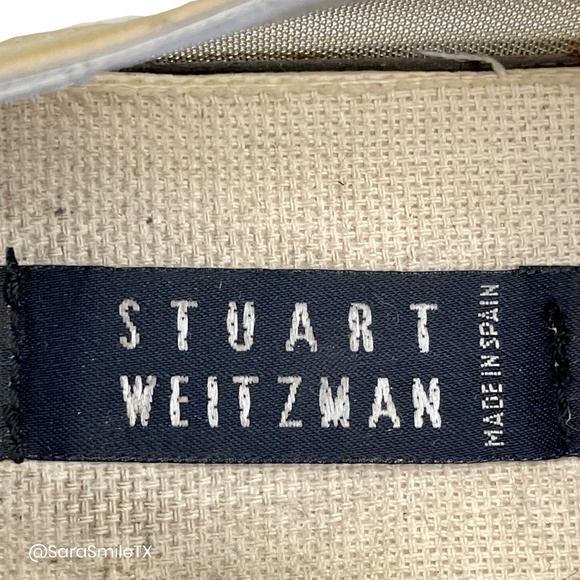 STUART
WEITZMAN
MADE IN SPAIN
@SaraSmileTX